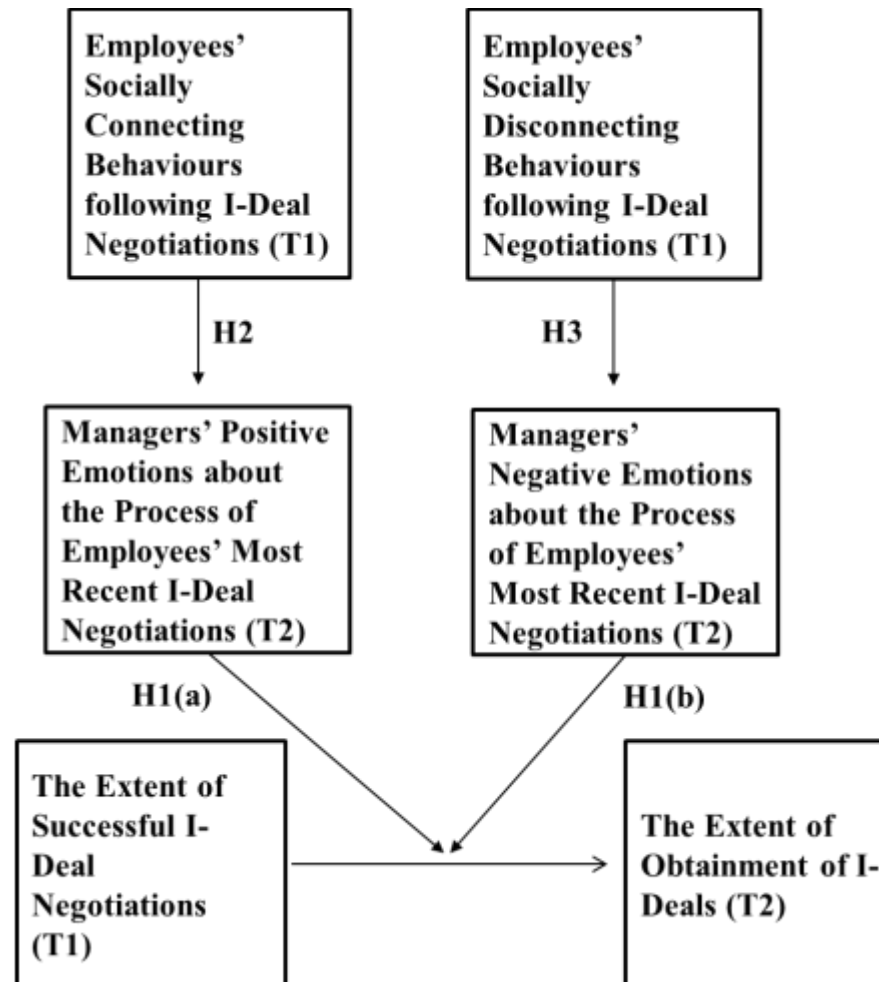 Employees'
Socially
Connecting
Behaviours
following I-Deal
Negotiations (T1)
Employees'
Socially
Disconnecting
Behaviours
following I-Deal
Negotiations (T1)
H2
H3
Managers' Positive
Emotions about
the Process of
Employees' Most
Recent I-Deal
Negotiations (T2)
Managers'
Negative Emotions
about the Process
of Employees'
Most Recent I-Deal
Negotiations (T2)
H1(a)
H1(b)
The Extent of
Successful I-
Deal
Negotiations
(T1)
The Extent of
Obtainment of I-
Deals (T2)